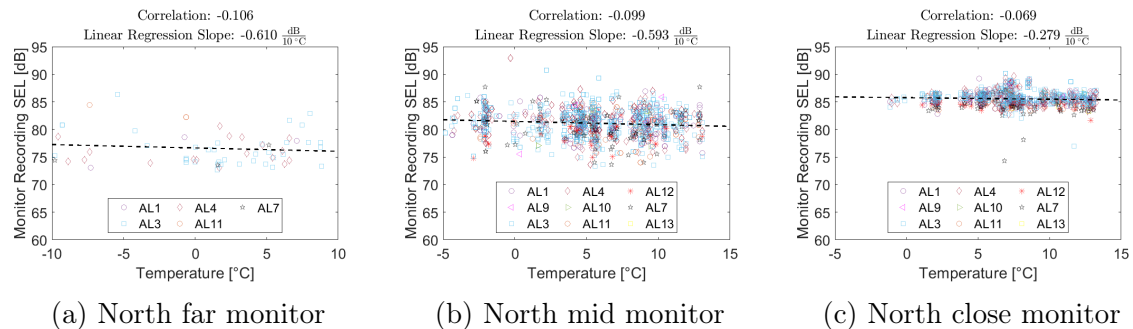 Correlation: -0.106
Linear Regression Slope: -0.610 dB/10°C
Monitor Recording SEL [dB]
95
90
85
80
75
70
65
60
AL1 AL4 AL7
AL3 AL11
-10 -5 0 5 10
Temperature [°C]
(a) North far monitor
Correlation: -0.099
Linear Regression Slope: -0.593 dB/10°C
Monitor Recording SEL [dB]
95
90
85
80
75
70
65
60
AL1 AL4 AL12
AL9 AL10 AL7
AL3 AL11 AL13
-5 0 5 10 15
Temperature [°C]
(b) North mid monitor
Correlation: -0.069
Linear Regression Slope: -0.279 dB/10°C
Monitor Recording SEL [dB]
95
90
85
80
75
70
65
60
AL1 AL4 AL12
AL9 AL10 AL7
AL3 AL11 AL13
-5 0 5 10 15
Temperature [°C]
(c) North close monitor